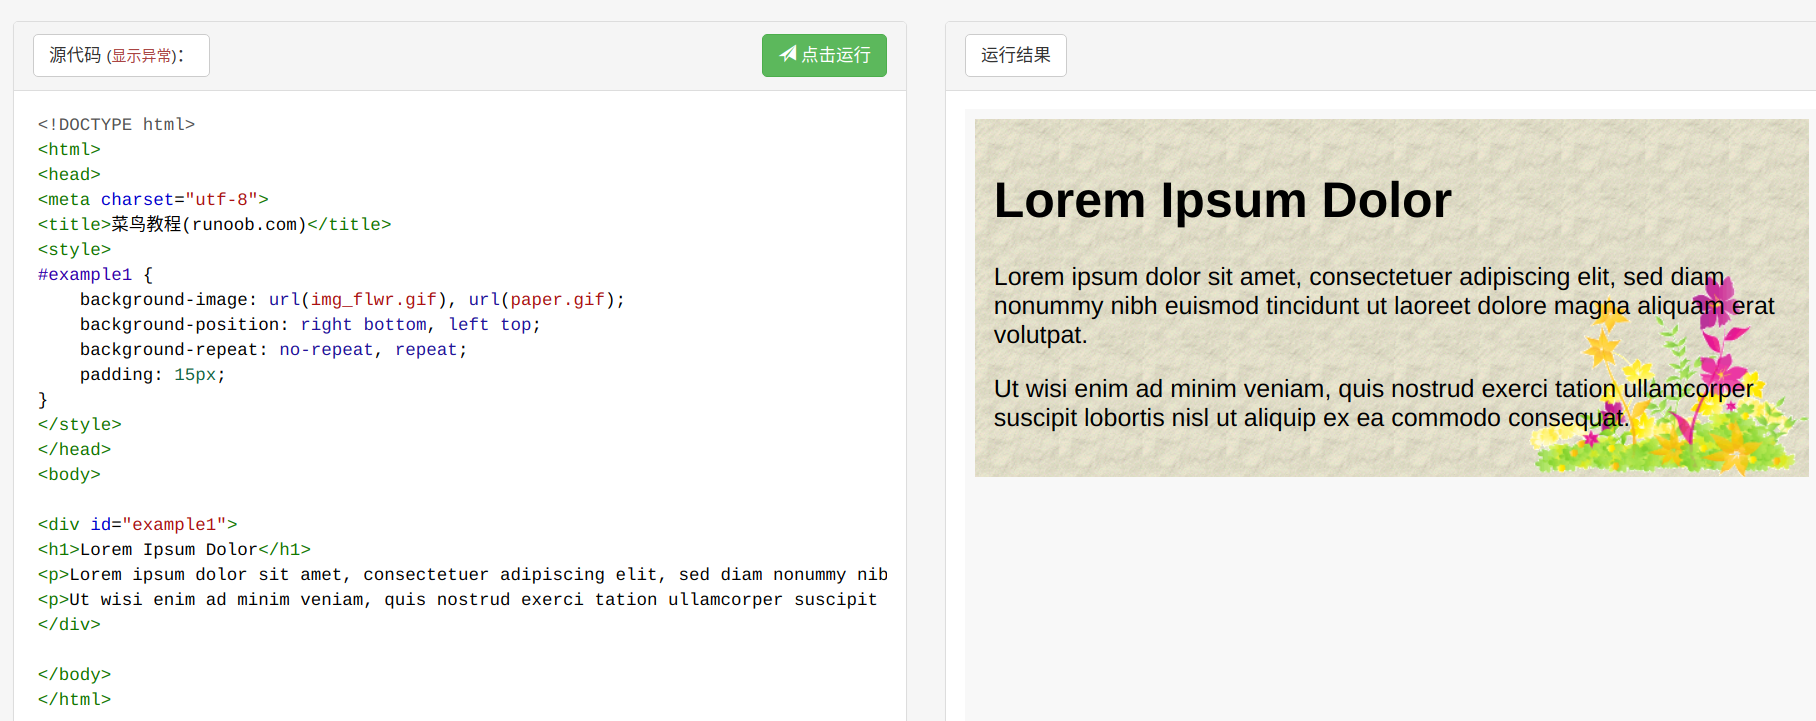 源代码 (显示异常)：
点击运行
<!DOCTYPE html>
<html>
<head>
<meta charset="utf-8">
<title>菜鸟教程(runoob.com)</title>
<style>
#example1 {
    background-image: url(img_flwr.gif), url(paper.gif);
    background-position: right bottom, left top;
    background-repeat: no-repeat, repeat;
    padding: 15px;
}
</style>
</head>
<body>
<div id="example1">
<h1>Lorem Ipsum Dolor</h1>
<p>Lorem ipsum dolor sit amet, consectetuer adipiscing elit, sed diam nonummy nib
<p>Ut wisi enim ad minim veniam, quis nostrud exerci tation ullamcorper suscipit
</div>
</body>
</html>
运行结果
Lorem Ipsum Dolor
Lorem ipsum dolor sit amet, consectetuer adipiscing elit, sed diam
nonummy nibh euismod tincidunt ut laoreet dolore magna aliquam erat
volutpat.
Ut wisi enim ad minim veniam, quis nostrud exerci tation ullamcorper
suscipit lobortis nisl ut aliquip ex ea commodo consequat.